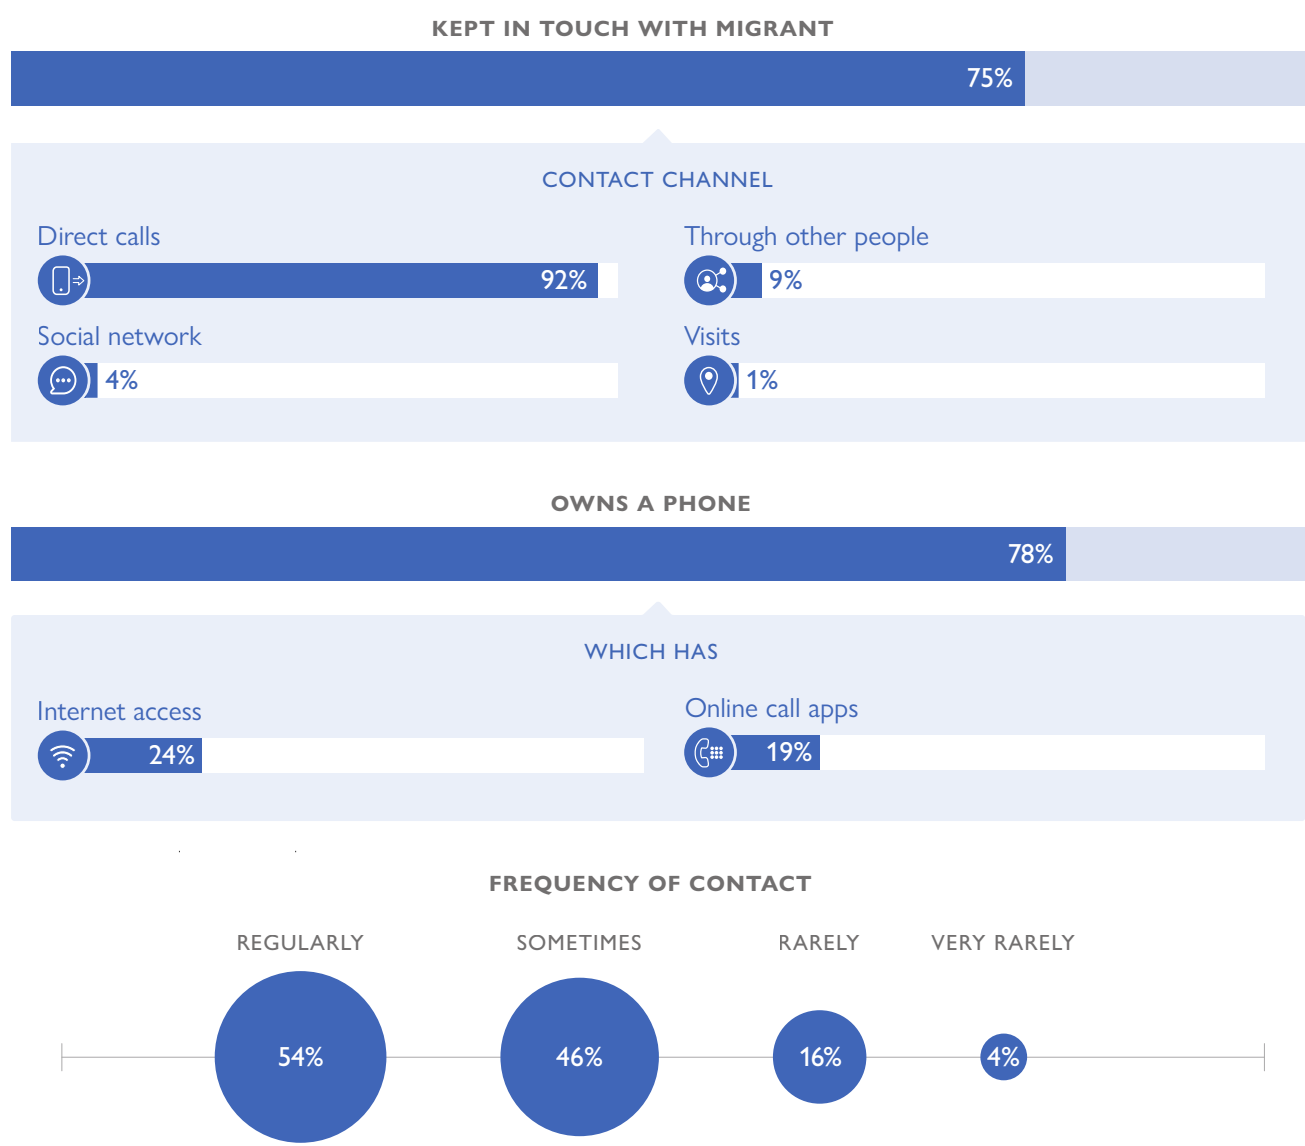 KEPT IN TOUCH WITH MIGRANT
75%
CONTACT CHANNEL
Direct calls
92%
Through other people
9%
Social network
4%
Visits
1%
OWNS A PHONE
78%
WHICH HAS
Internet access
24%
Online call apps
19%
FREQUENCY OF CONTACT
REGULARLY
SOMETIMES
RARELY
VERY RARELY
54%
46%
16%
4%